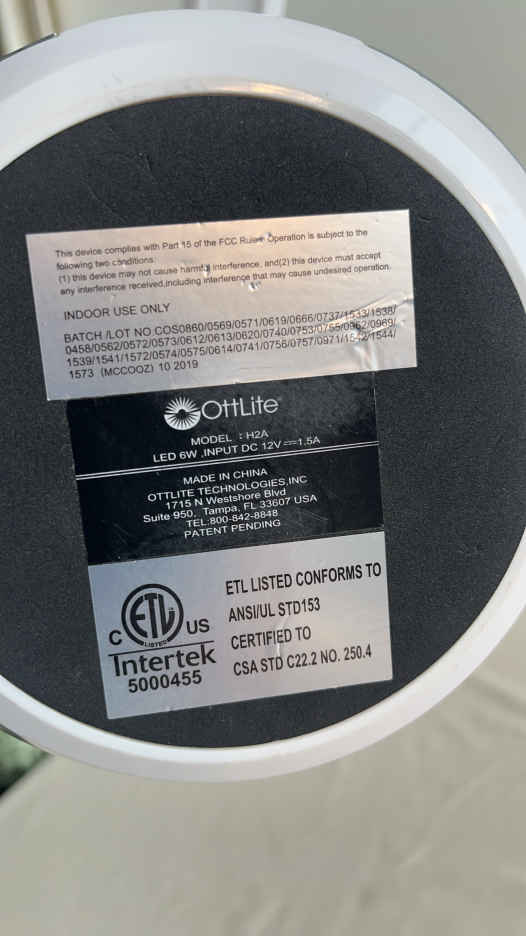 This device complies with Part 15 of the FCC Rules Operation is subject to the
following two conditions:
(1) this device may not cause harmful interference, and(2) this device must accept
any interference received,including interference that may cause undesired operation.
INDOOR USE ONLY
BATCH /LOT NO.COS0860/0569/0571/0619/0666/0737/1533/1538/
0458/0562/0572/0573/0612/0613/0620/0740/0753/0755/0962/0969/
1539/1541/1572/0574/0575/0614/0741/0756/0757/0971/1542/1544/
1573 (MCCOOZ) 10 2019
OttLite
MODEL : H2A
LED 6W ,INPUT DC 12V⎓1.5A
MADE IN CHINA
OTTLITE TECHNOLOGIES,INC
1715 N Westshore Blvd
Suite 950, Tampa, FL 33607 USA
TEL:800-842-8848
PATENT PENDING
ETL LISTED CONFORMS TO
ANSI/UL STD153
CERTIFIED TO
CSA STD C22.2 NO. 250.4
C ETL US
LISTED
Intertek
5000455